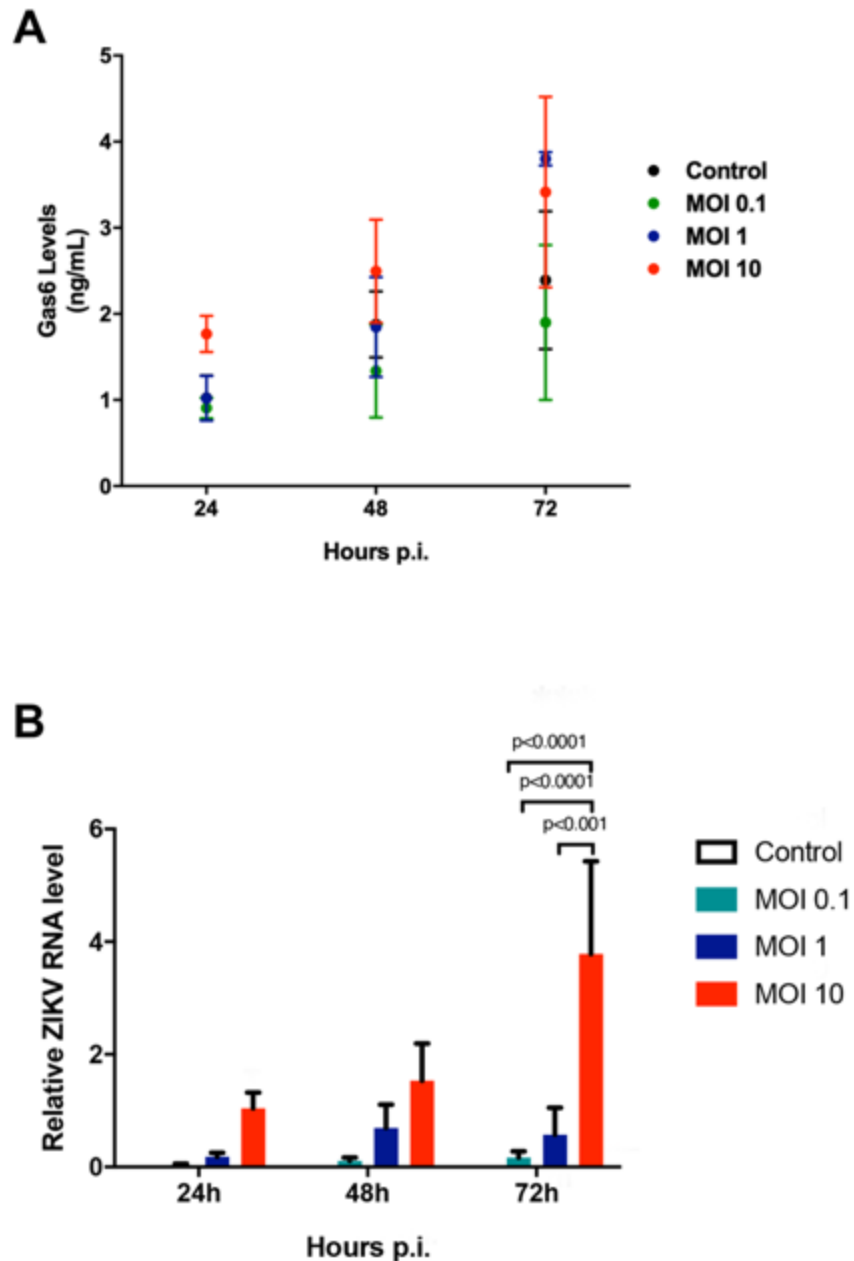 A
5
4
3
2
1
0
Gas6 Levels
(ng/mL)
24
48
72
Hours p.i.
Control
MOI 0.1
MOI 1
MOI 10
B
p<0.0001
p<0.0001
p<0.001
6
4
2
0
Relative ZIKV RNA level
24h
48h
72h
Hours p.i.
Control
MOI 0.1
MOI 1
MOI 10